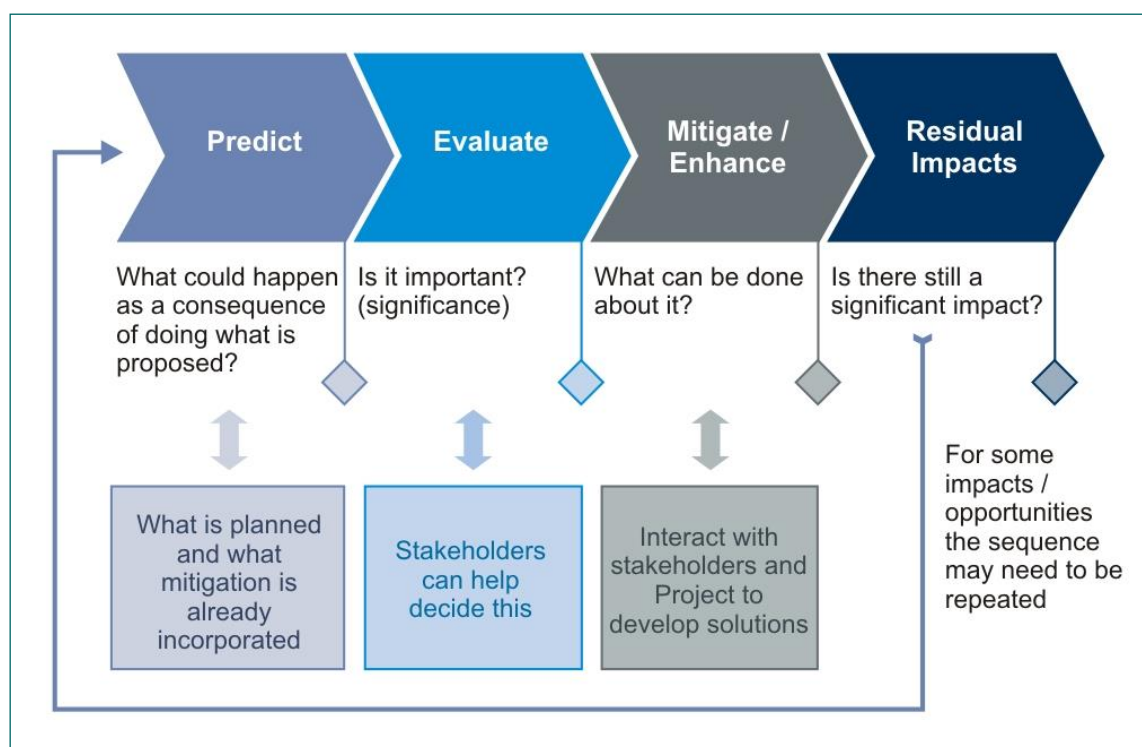 Predict
Evaluate
Mitigate /
Enhance
Residual
Impacts
What could happen
as a consequence
of doing what is
proposed?
Is it important?
(significance)
What can be done
about it?
Is there still a
significant impact?
What is planned
and what
mitigation is
already
incorporated
Stakeholders
can help
decide this
Interact with
stakeholders and
Project to
develop solutions
For some
impacts /
opportunities
the sequence
may need to be
repeated